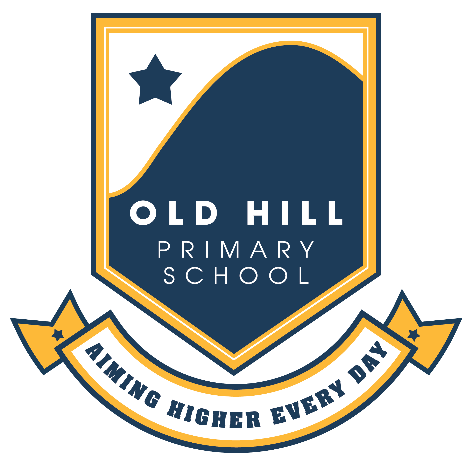 OLD HILL
PRIMARY
SCHOOL
AIMING HIGHER EVERY DAY